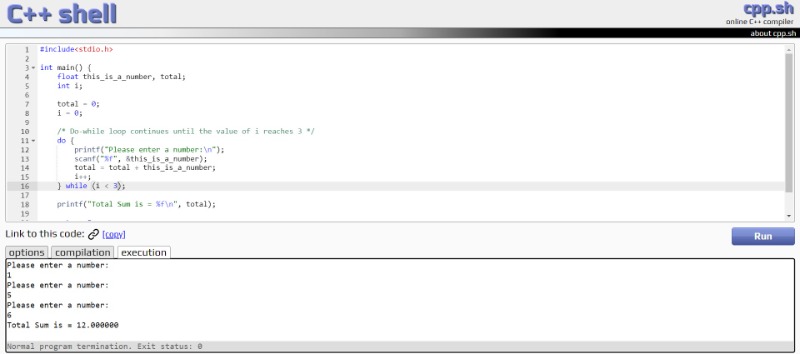 C++ shell
cpp.sh
online C++ compiler
about cpp.sh
1 #include<stdio.h>
2
3 int main() {
4 float this_is_a_number, total;
5 int i;
6
7 total = 0;
8 i = 0;
9
10 /* Do-while loop continues until the value of i reaches 3 */
11 do {
12 printf("Please enter a number:\n");
13 scanf("%f", &this_is_a_number);
14 total = total + this_is_a_number;
15 i++;
16 } while (i < 3);
17
18 printf("Total Sum is = %f\n", total);
19
Link to this code: [copy]
Run
options compilation execution
Please enter a number:
1
Please enter a number:
5
Please enter a number:
6
Total Sum is = 12.000000
Normal program termination. Exit status: 0